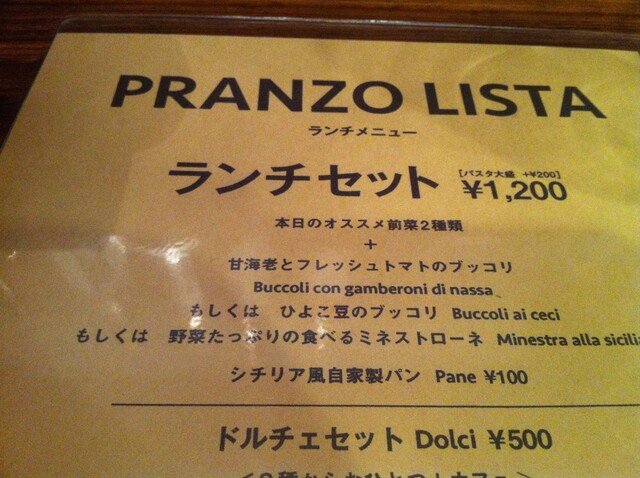 PRANZO LISTA
ランチメニュー
[パスタ大盛 +¥200]
ランチセット ¥1,200
本日のオススメ前菜2種類
+
甘海老とフレッシュトマトのブッコリ
Buccoli con gamberoni di nassa
もしくは ひよこ豆のブッコリ Buccoli ai ceci
もしくは 野菜たっぷりの食べるミネストローネ Minestra alla sicilia
シチリア風自家製パン Pane ¥100
ドルチェセット Dolci ¥500